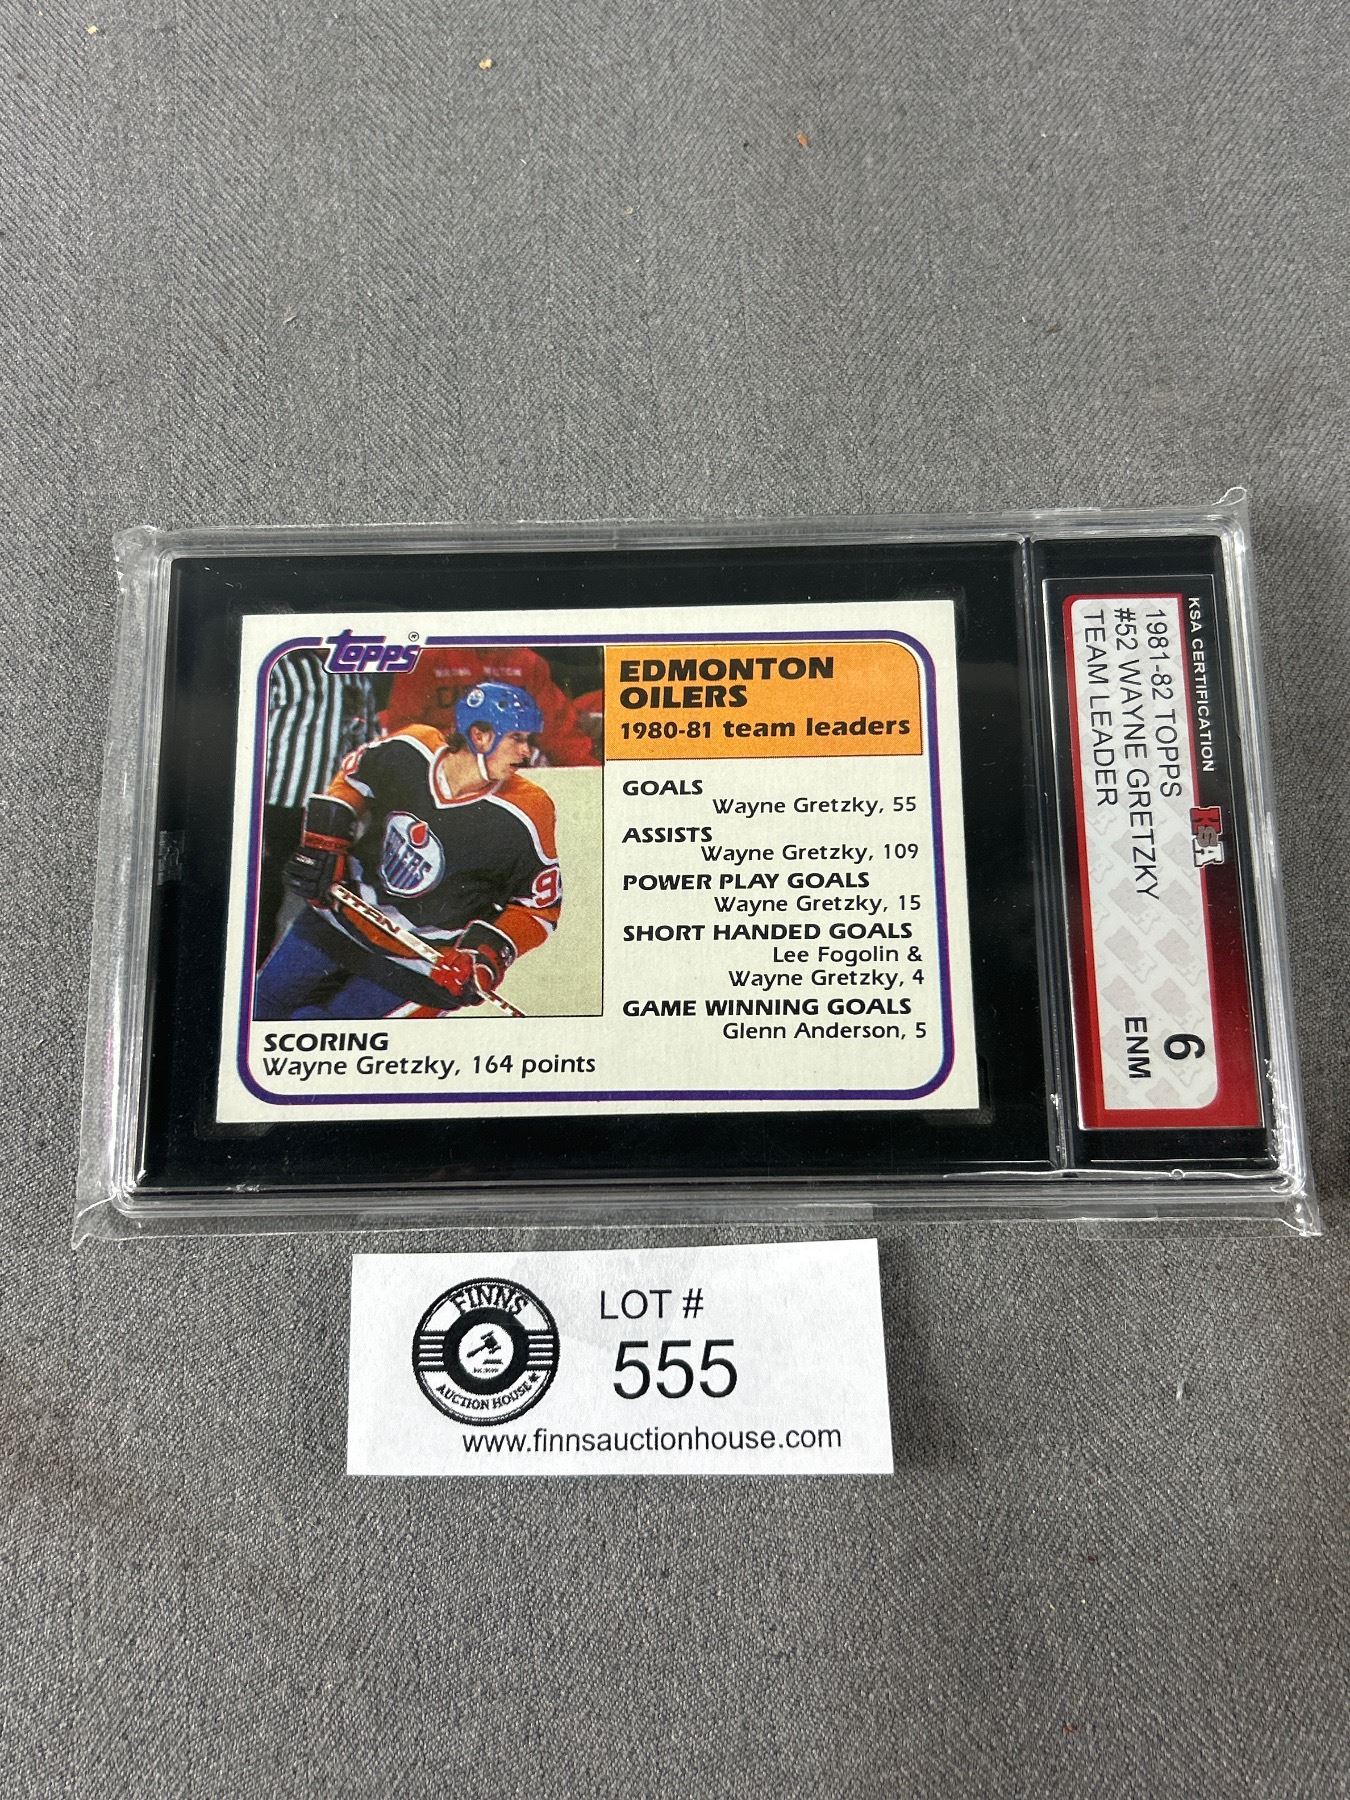 topps®
EDMONTON
OILERS
1980-81 team leaders
GOALS
Wayne Gretzky, 55
ASSISTS
Wayne Gretzky, 109
POWER PLAY GOALS
Wayne Gretzky, 15
SHORT HANDED GOALS
Lee Fogolin &
Wayne Gretzky, 4
GAME WINNING GOALS
Glenn Anderson, 5
SCORING
Wayne Gretzky, 164 points
OILERS
9
TITAN
KSA CERTIFICATION
KSA
1981-82 TOPPS
#52 WAYNE GRETZKY
TEAM LEADER
6
ENM
FINNS
AUCTION HOUSE
LOT #
555
www.finnsauctionhouse.com